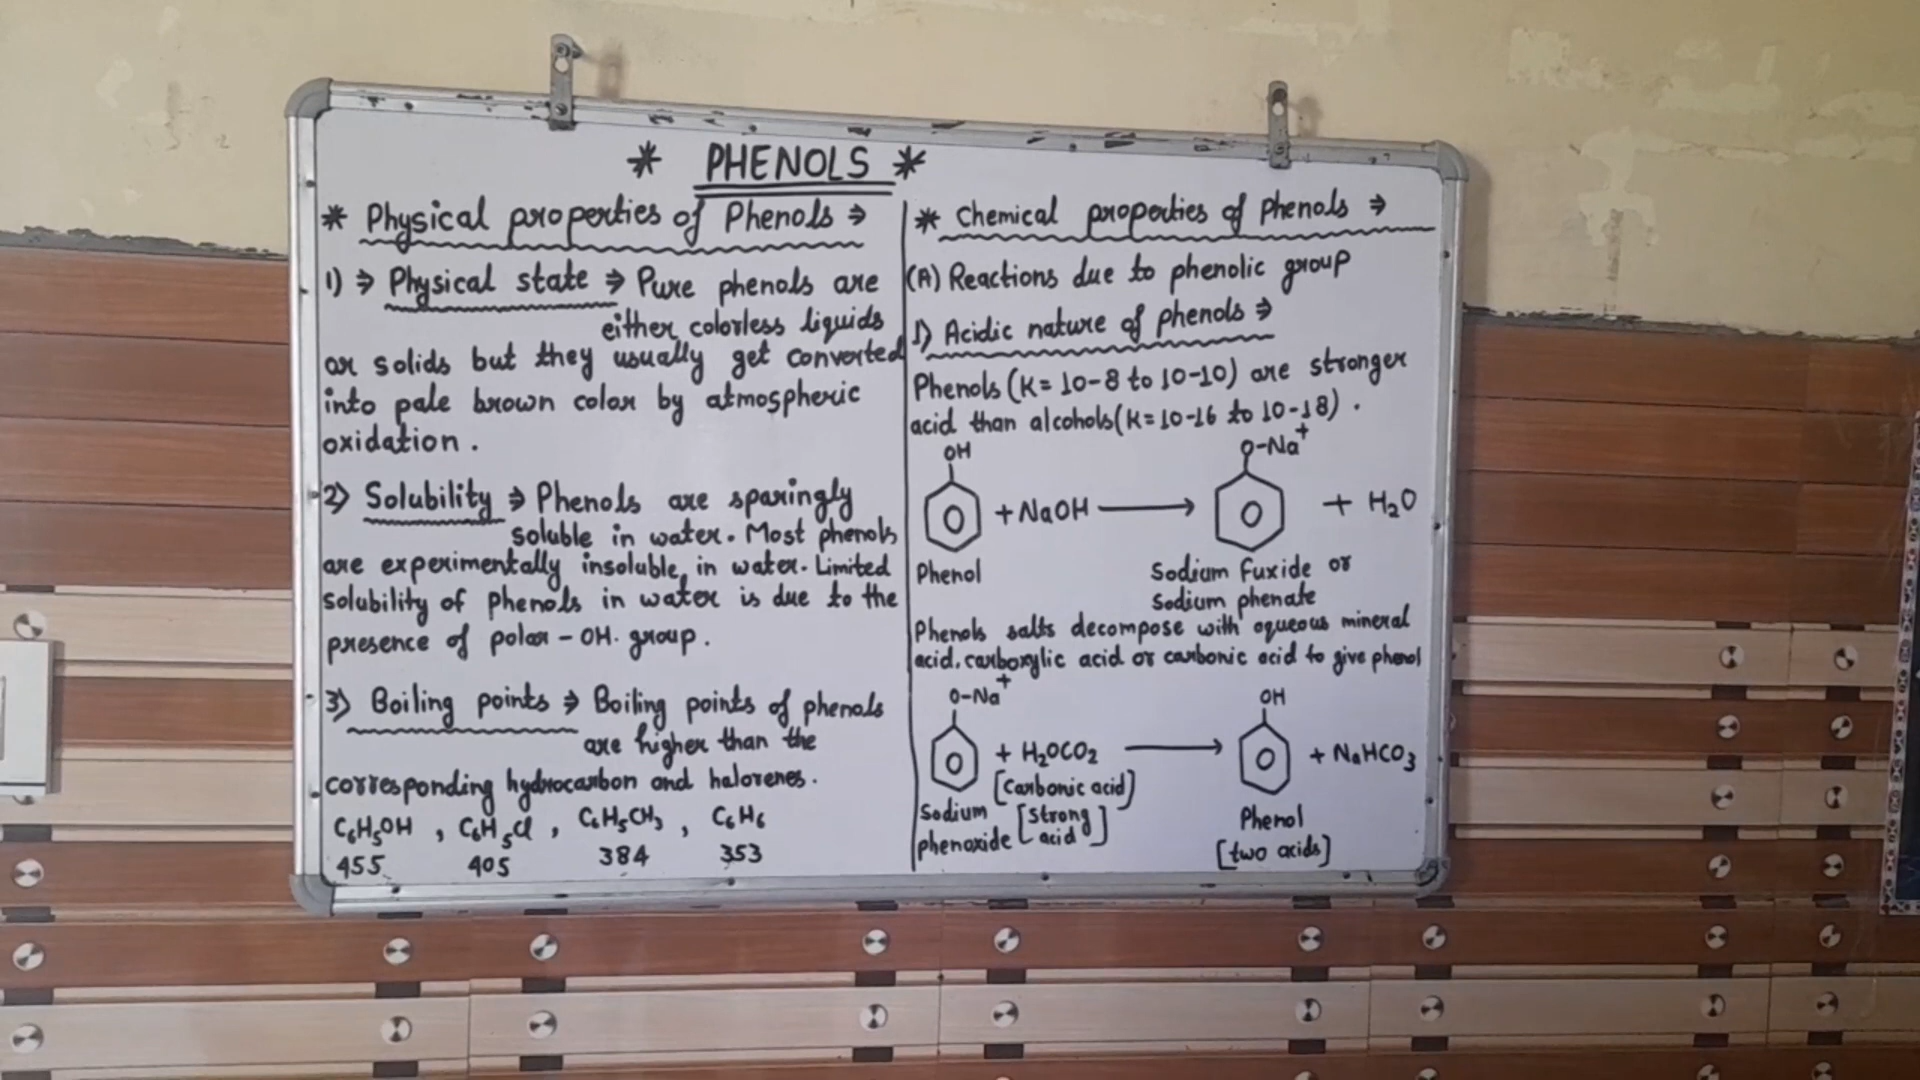 * PHENOLS *
* Physical properties of Phenols ⇒
1) ⇒ Physical state ⇒ Pure phenols are
either colorless liquids
or solids but they usually get converted
into pale brown color by atmospheric
oxidation.
2) Solubility ⇒ Phenols are sparingly
soluble in water. Most phenols
are experimentally insoluble in water. Limited
solubility of phenols in water is due to the
presence of polar - OH. group.
3) Boiling points ⇒ Boiling points of phenols
are higher than the
corresponding hydrocarbon and halorenes.
C6H5OH , C6H5Cl , C6H5CH3 , C6H6
455 405 384 353
* Chemical properties of phenols ⇒
(A) Reactions due to phenolic group
1) Acidic nature of phenols ⇒
Phenols (K= 10-8 to 10-10) are stronger
acid than alcohols (K= 10-16 to 10-18) .
OH O-Na+
+ NaOH ⟶ + H2O
Phenol Sodium Fuxide or
Sodium phenate
Phenols salts decompose with aqueous mineral
acid, carboxylic acid or carbonic acid to give phenol
O-Na+ OH
+ H2OCO2 ⟶ + NaHCO3
[Carbonic acid]
Sodium [strong Phenol
phenoxide acid] [two acids]